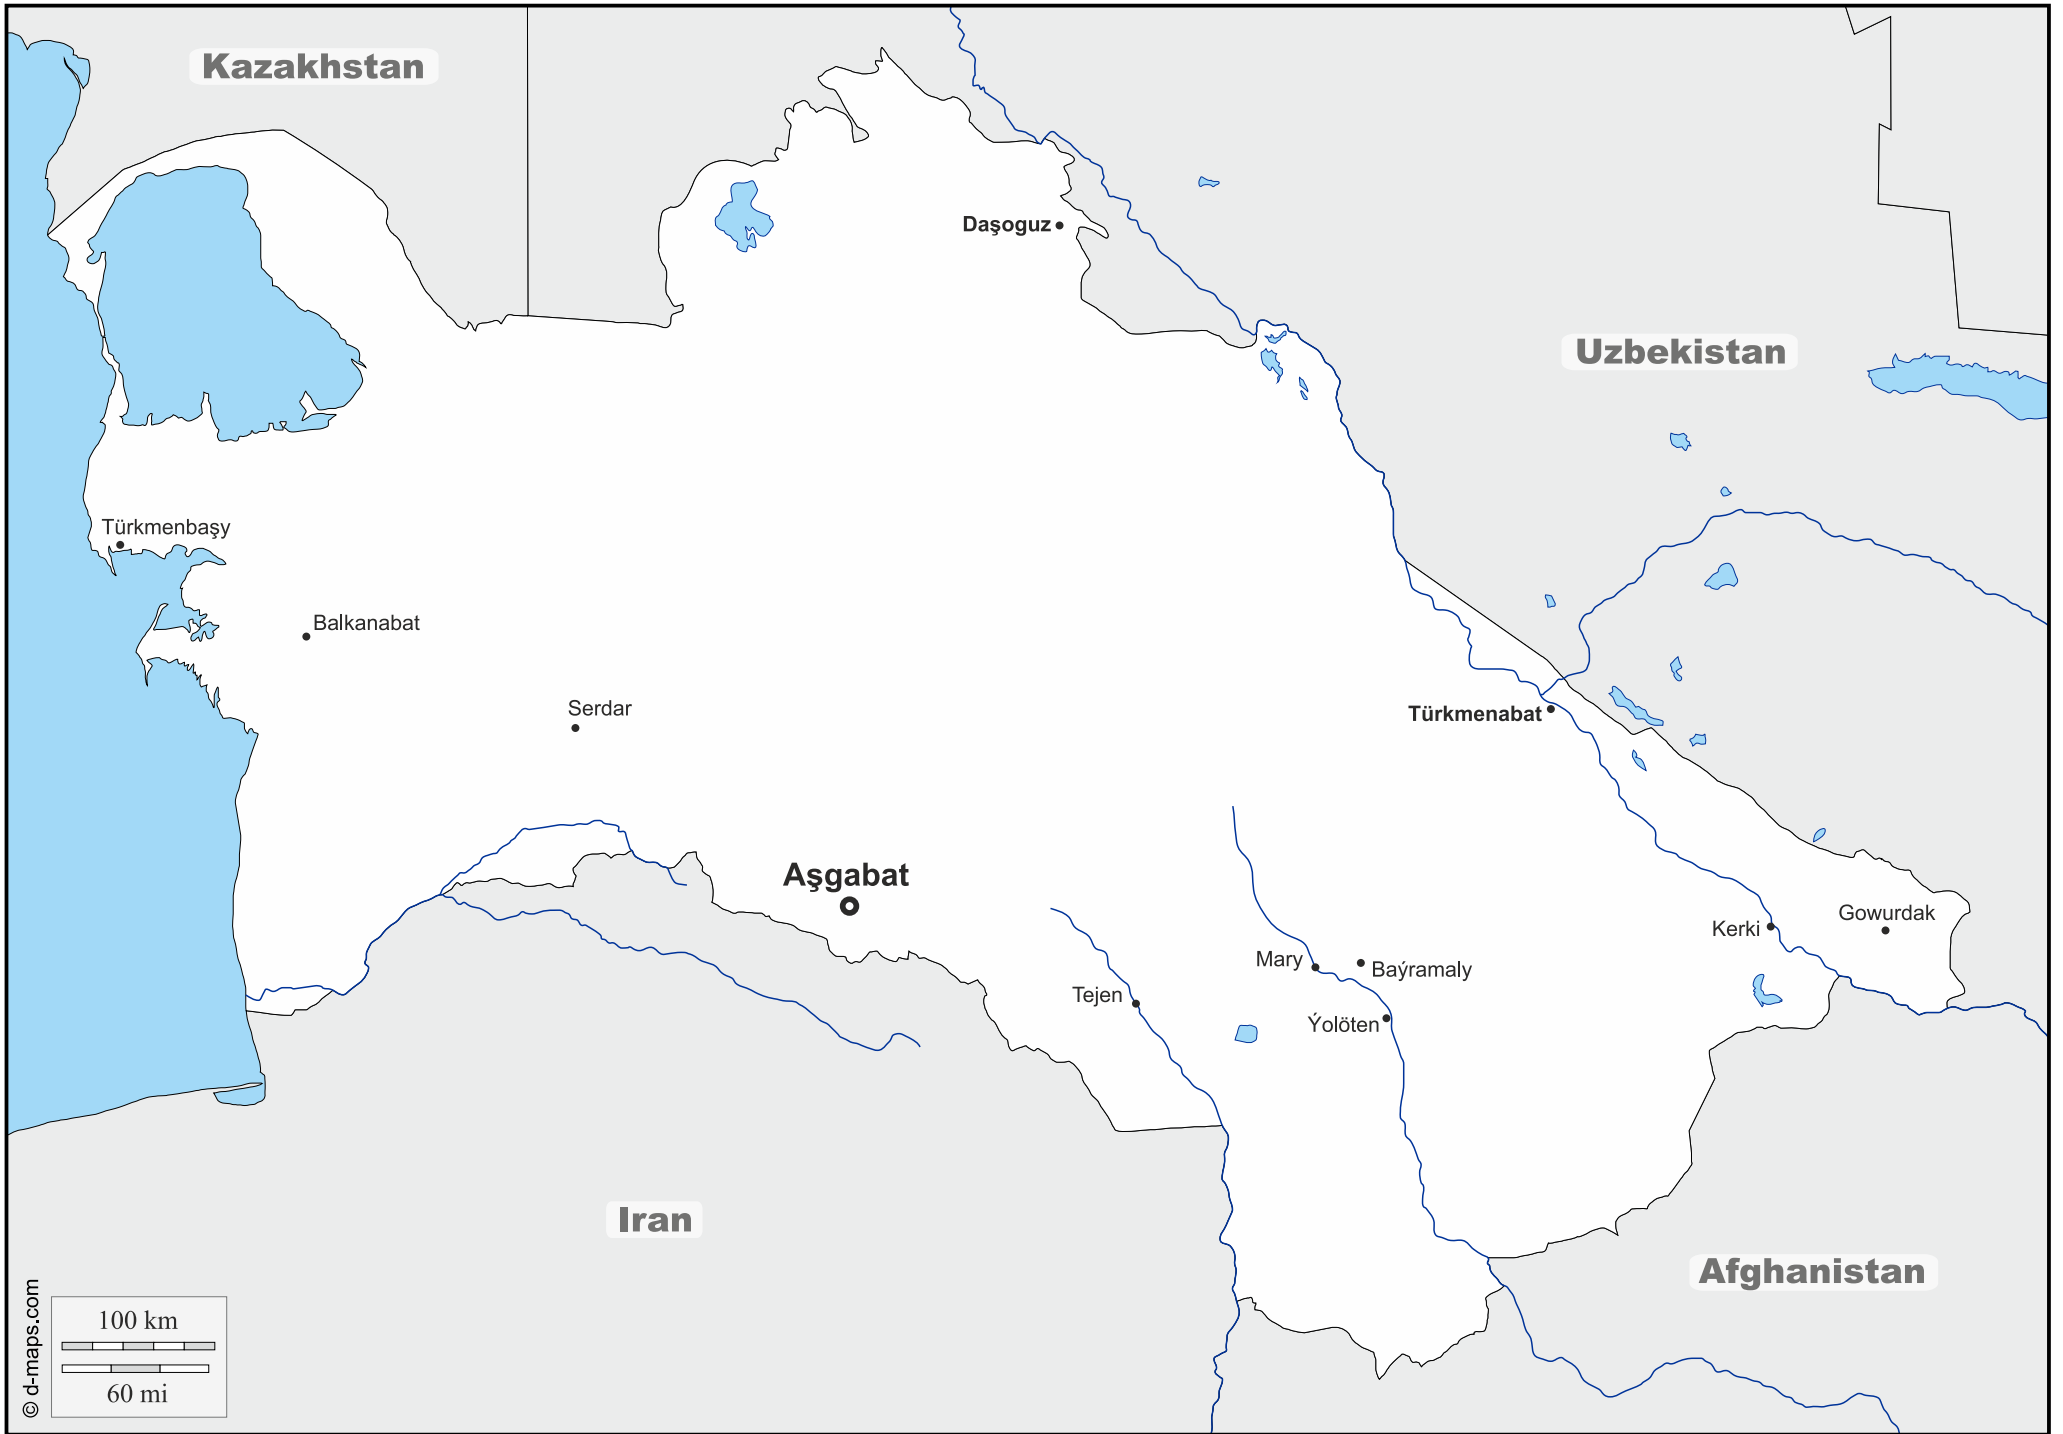 Kazakhstan
Daşoguz
Uzbekistan
Türkmenbaşy
Balkanabat
Serdar
Türkmenabat
Aşgabat
Gowurdak
Kerki
Mary
Baýramaly
Tejen
Ýolöten
Iran
Afghanistan
© d-maps.com
100 km
60 mi